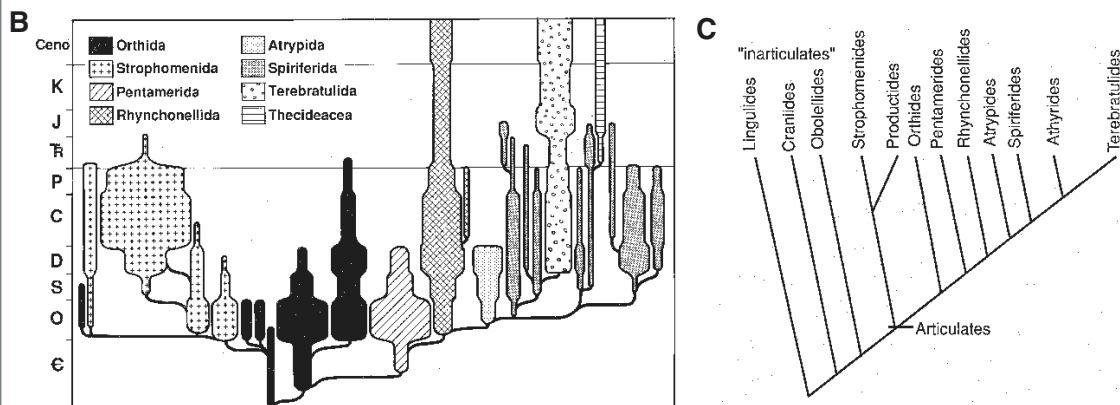 B
Ceno
K
J
TR
P
C
D
S
O
Є
Orthida
Strophomenida
Pentamerida
Rhynchonellida
Atrypida
Spiriferida
Terebratulida
Thecideacea
C
"inarticulates"
Lingulides
Craniides
Obolellides
Strophomenides
Productides
Orthides
Pentamerides
Rhynchonellides
Atrypides
Spiriferides
Athyrides
Terebratulides
Articulates